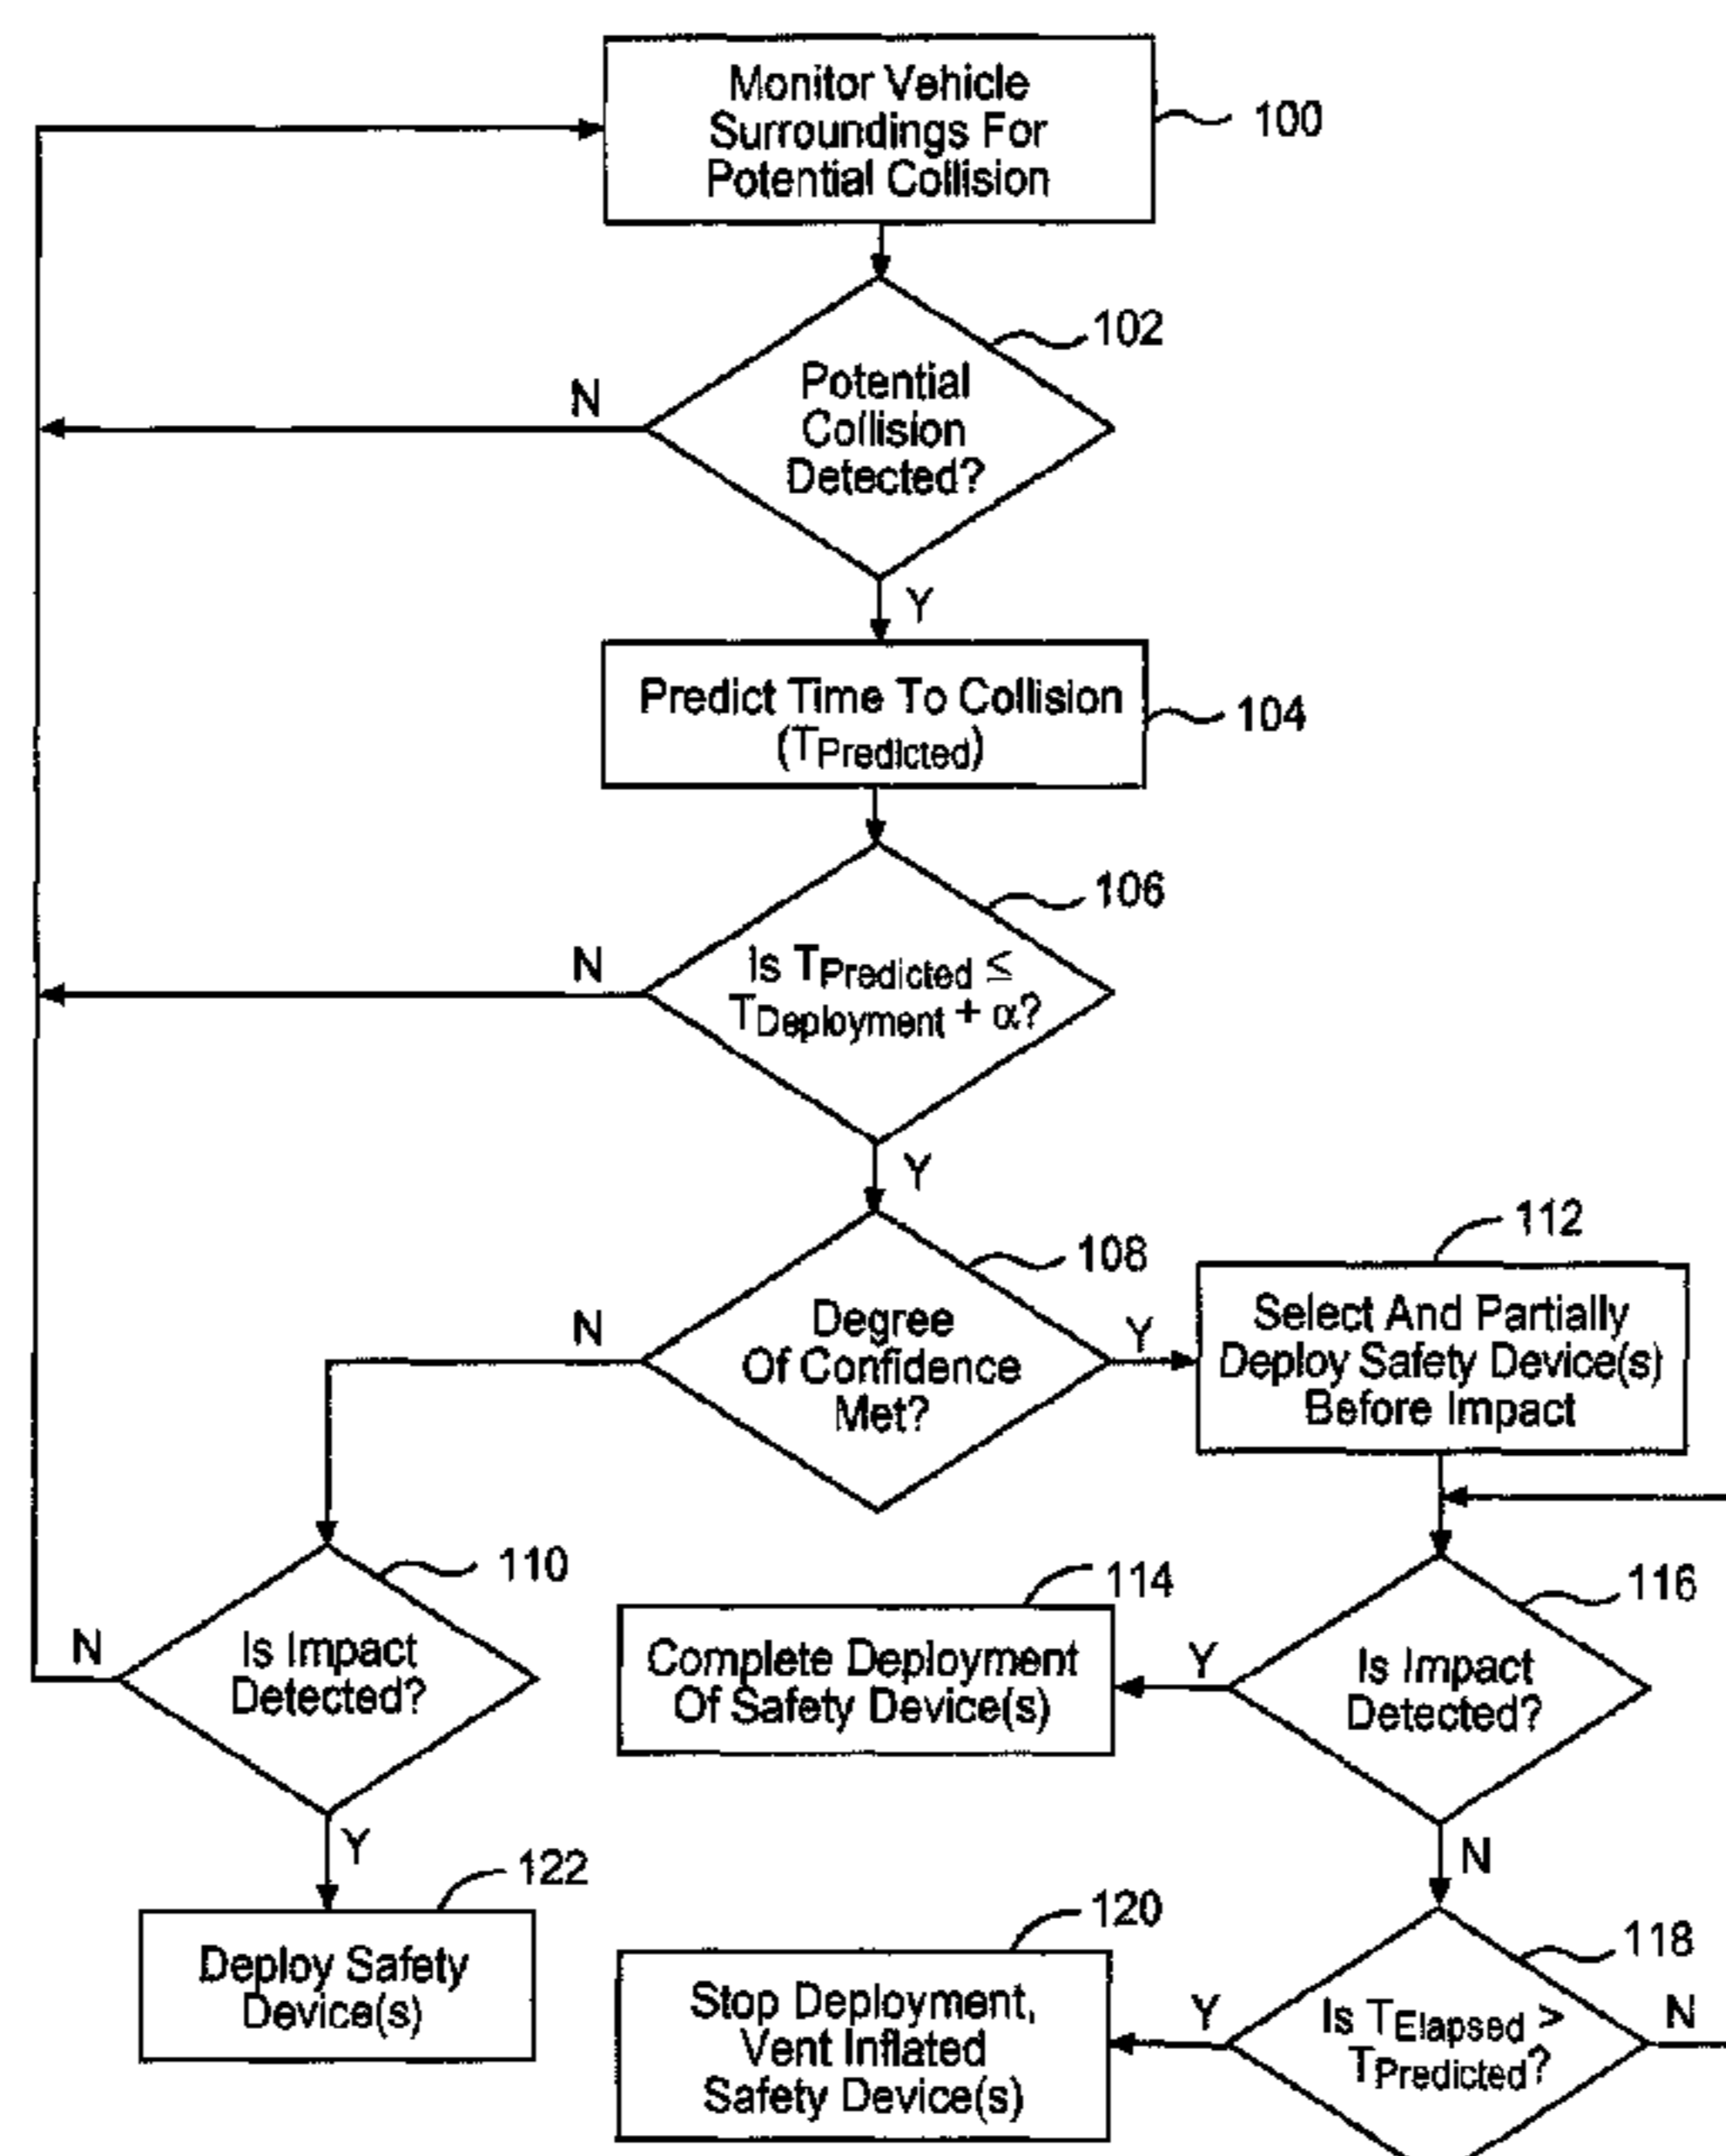 Monitor Vehicle
Surroundings For
Potential Collision
100
102
Potential
Collision
Detected?
N
Y
Predict Time To Collision
(TPredicted)
104
106
Is TPredicted ≤
TDeployment + α?
N
Y
108
Degree
Of Confidence
Met?
N
Y
112
Select And Partially
Deploy Safety Device(s)
Before Impact
110
Is Impact
Detected?
N
Y
114
Complete Deployment
Of Safety Device(s)
116
Is Impact
Detected?
Y
N
122
Deploy Safety
Device(s)
120
Stop Deployment,
Vent Inflated
Safety Device(s)
118
Is TElapsed >
TPredicted?
Y
N